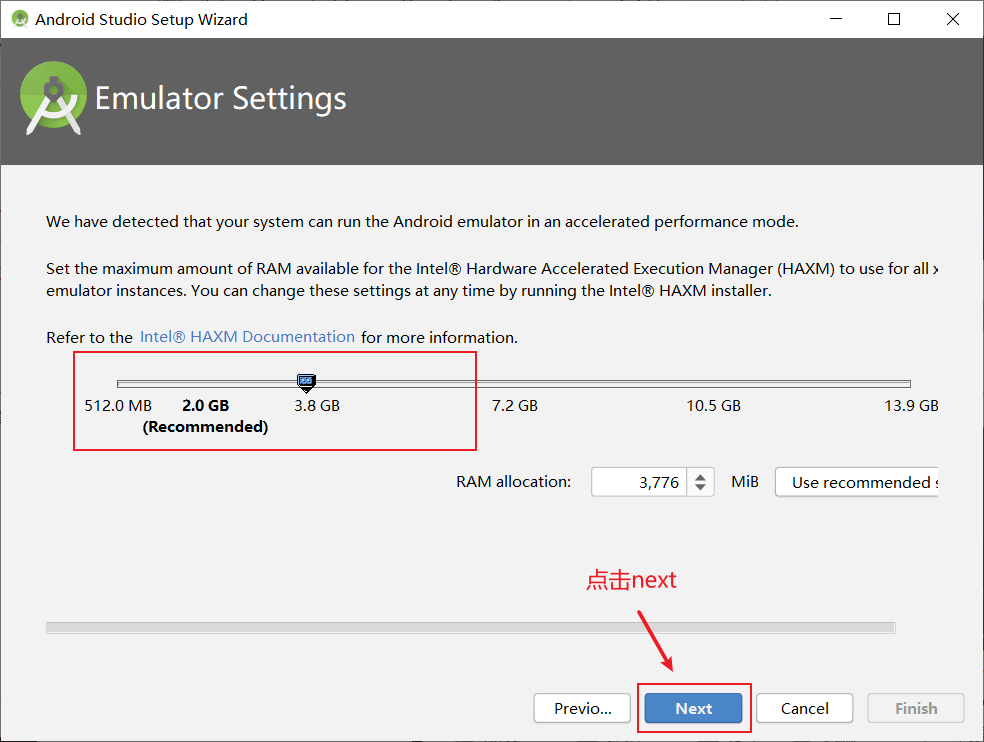 Android Studio Setup Wizard
Emulator Settings
We have detected that your system can run the Android emulator in an accelerated performance mode.
Set the maximum amount of RAM available for the Intel® Hardware Accelerated Execution Manager (HAXM) to use for all x
emulator instances. You can change these settings at any time by running the Intel® HAXM installer.
Refer to the Intel® HAXM Documentation for more information.
512.0 MB 2.0 GB 3.8 GB 7.2 GB 10.5 GB 13.9 GB
(Recommended)
RAM allocation: 3,776 MiB Use recommended s
点击next
Previo... Next Cancel Finish